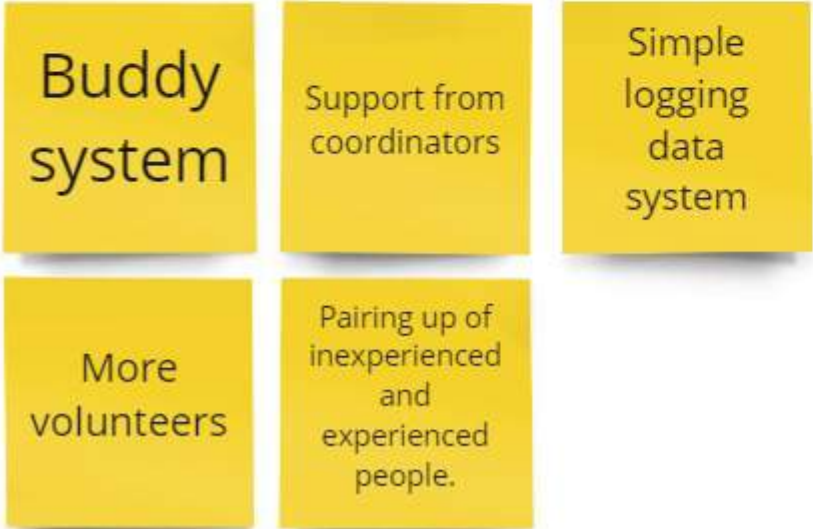 Buddy
system
Support from
coordinators
Simple
logging
data
system
More
volunteers
Pairing up of
inexperienced
and
experienced
people.